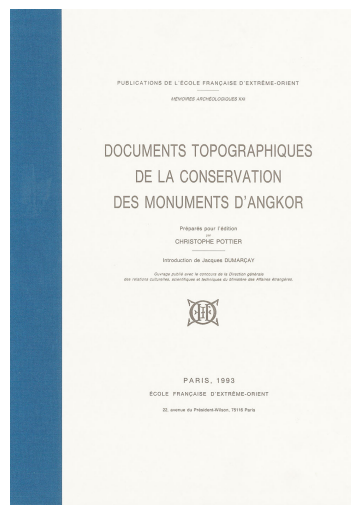 PUBLICATIONS DE L'ÉCOLE FRANÇAISE D'EXTRÊME-ORIENT
MÉMOIRES ARCHÉOLOGIQUES XXI
DOCUMENTS TOPOGRAPHIQUES
DE LA CONSERVATION
DES MONUMENTS D'ANGKOR
Préparés pour l'édition
par
CHRISTOPHE POTTIER
Introduction de Jacques DUMARÇAY
Ouvrage publié avec le concours de la Direction générale
des relations culturelles, scientifiques et techniques du Ministère des Affaires étrangères.
PARIS, 1993
ÉCOLE FRANÇAISE D'EXTRÊME-ORIENT
22, avenue du Président-Wilson, 75116 Paris